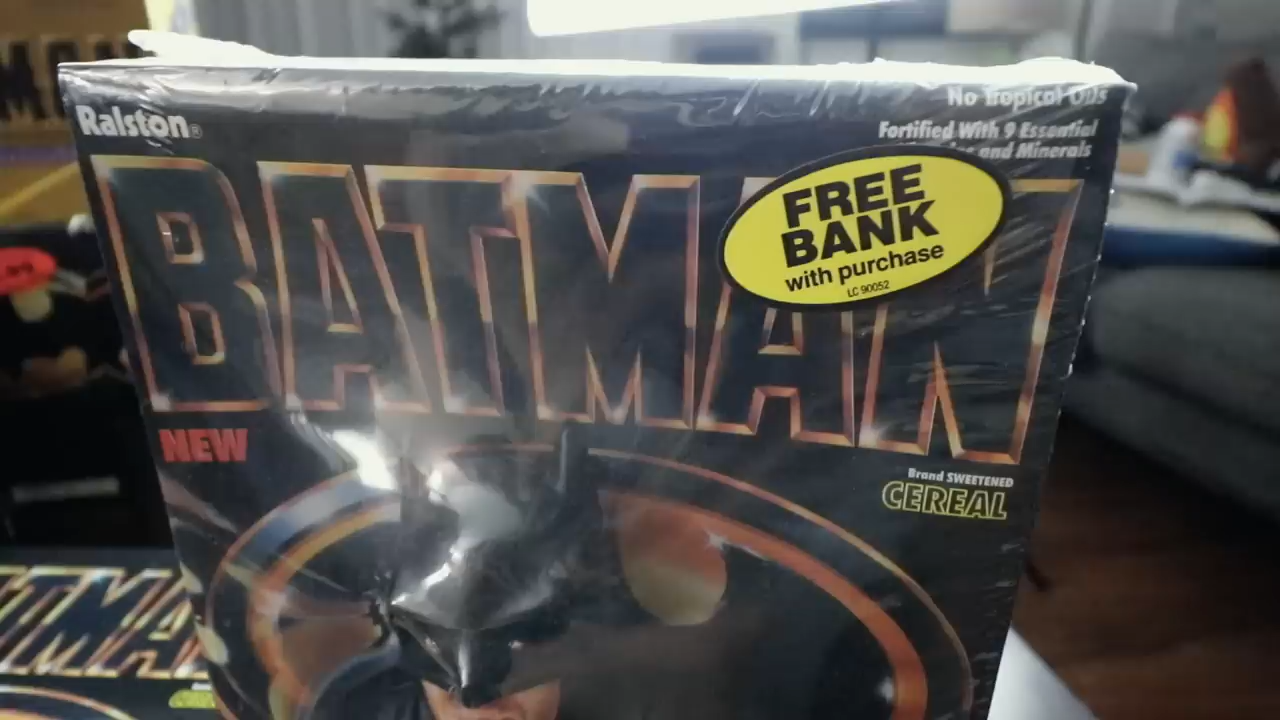 Ralston®
No Tropical Oils
Fortified With 9 Essential
and Minerals
BATMAN
FREE
BANK
with purchase
LC 90052
NEW
Brand SWEETENED
CEREAL
TMA